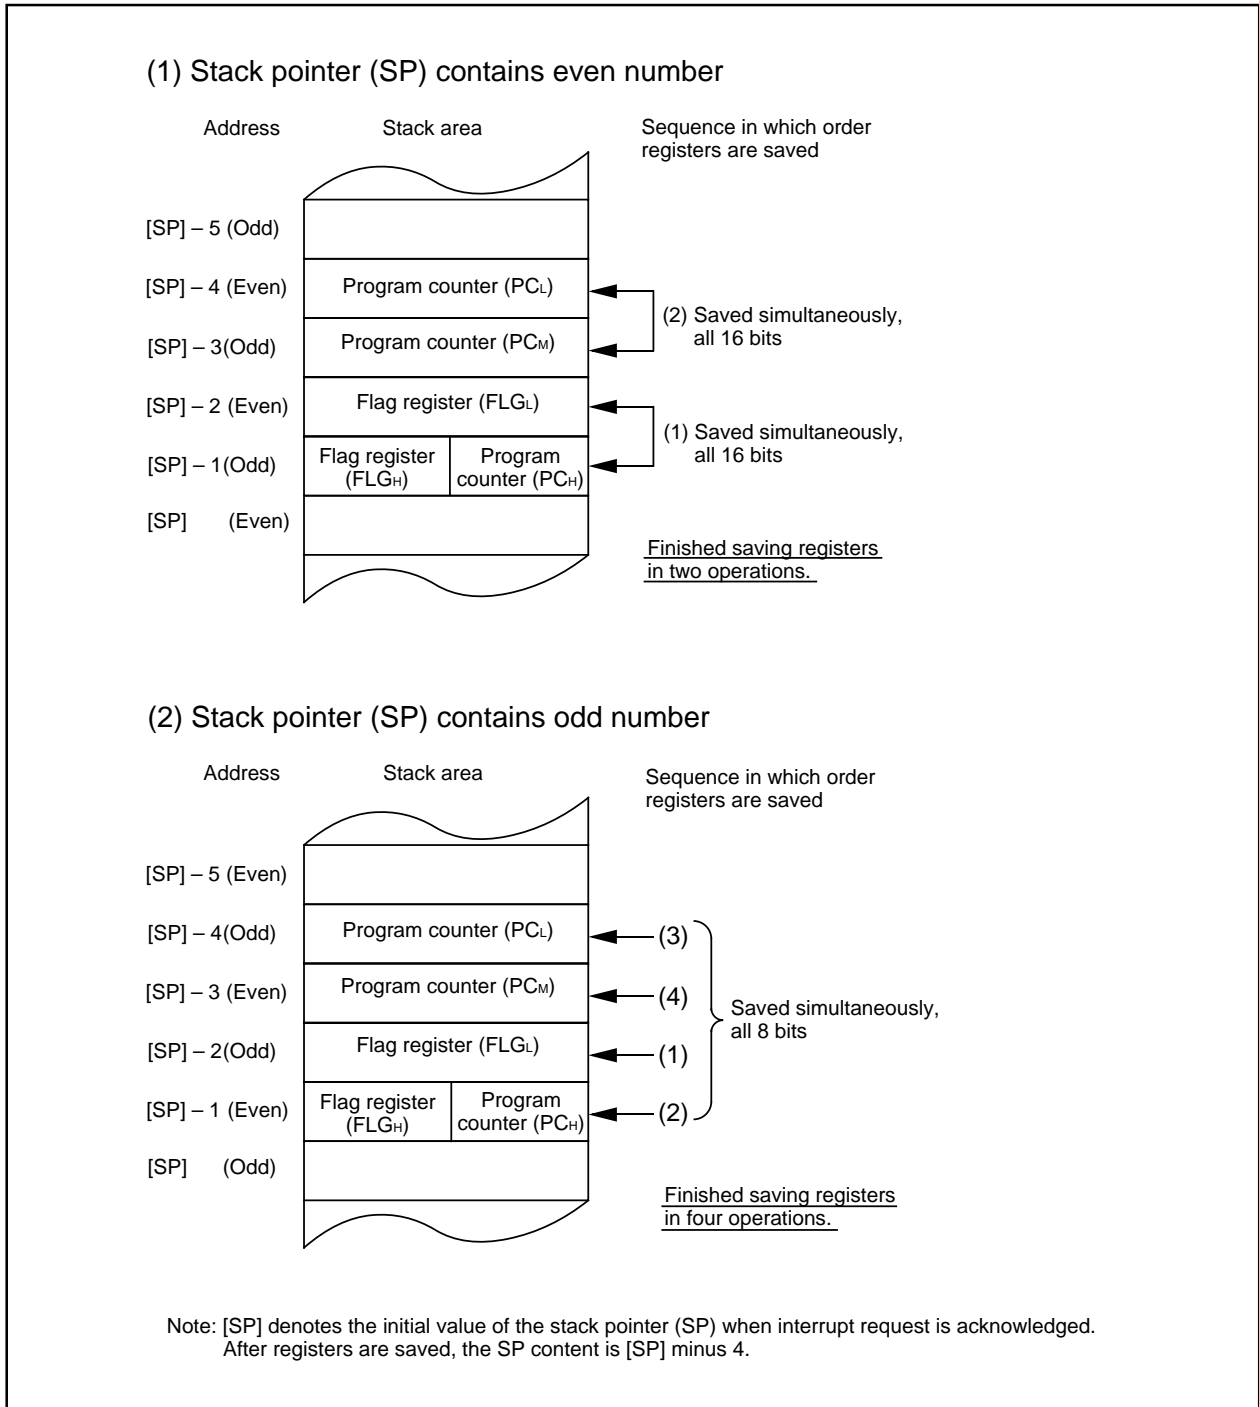 (1) Stack pointer (SP) contains even number
Address Stack area Sequence in which order
registers are saved
[SP] – 5 (Odd)
[SP] – 4 (Even) Program counter (PCL)
(2) Saved simultaneously,
all 16 bits
[SP] – 3(Odd) Program counter (PCM)
[SP] – 2 (Even) Flag register (FLGL)
(1) Saved simultaneously,
all 16 bits
[SP] – 1(Odd) Flag register Program
(FLGH) counter (PCH)
[SP] (Even)
Finished saving registers
in two operations.
(2) Stack pointer (SP) contains odd number
Address Stack area Sequence in which order
registers are saved
[SP] – 5 (Even)
[SP] – 4(Odd) Program counter (PCL) (3)
[SP] – 3 (Even) Program counter (PCM) (4)
Saved simultaneously,
all 8 bits
[SP] – 2(Odd) Flag register (FLGL) (1)
[SP] – 1 (Even) Flag register Program (2)
(FLGH) counter (PCH)
[SP] (Odd)
Finished saving registers
in four operations.
Note: [SP] denotes the initial value of the stack pointer (SP) when interrupt request is acknowledged.
After registers are saved, the SP content is [SP] minus 4.